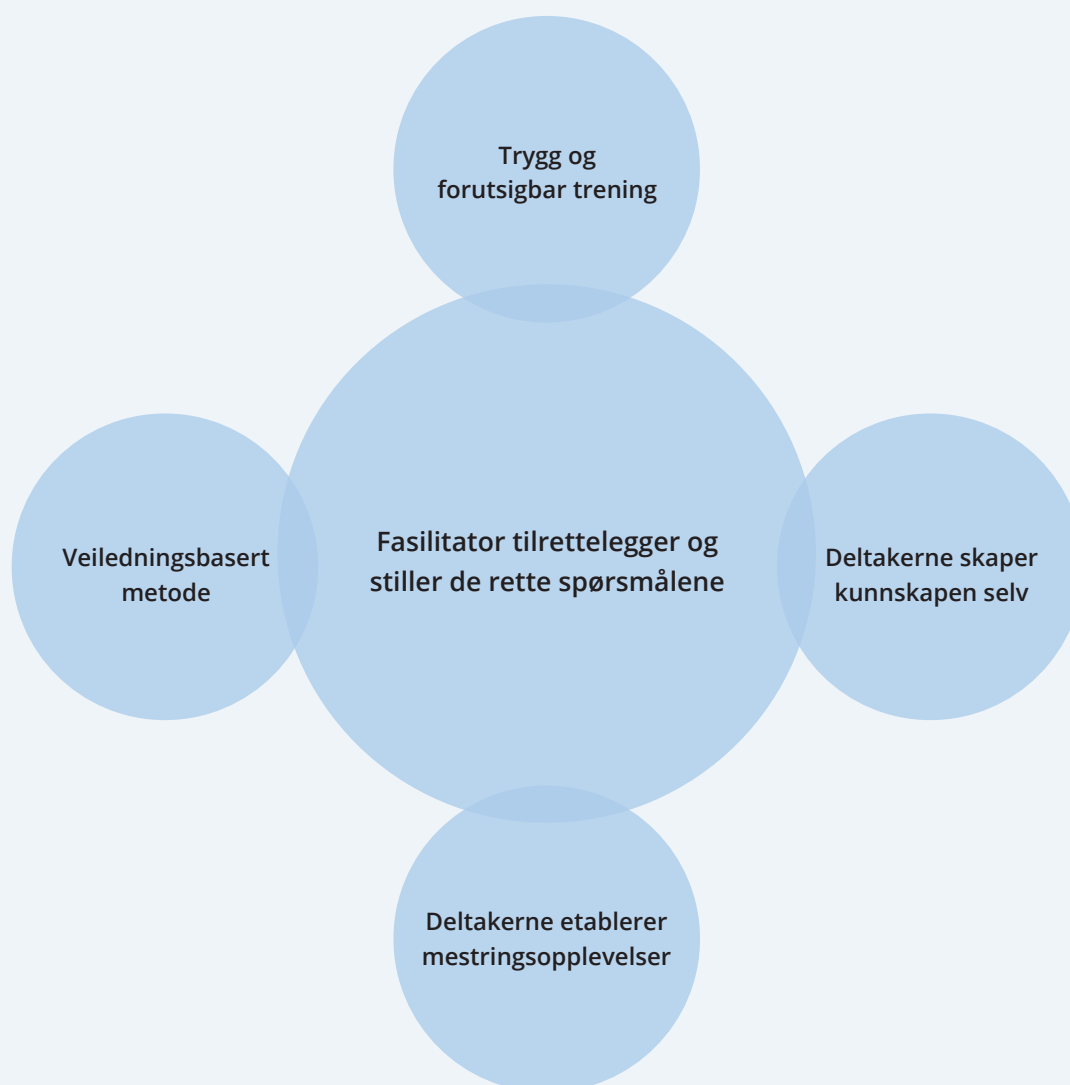 Trygg og
forutsigbar trening
Veiledningsbasert
metode
Fasilitator tilrettelegger og
stiller de rette spørsmålene
Deltakerne skaper
kunnskapen selv
Deltakerne etablerer
mestringsopplevelser